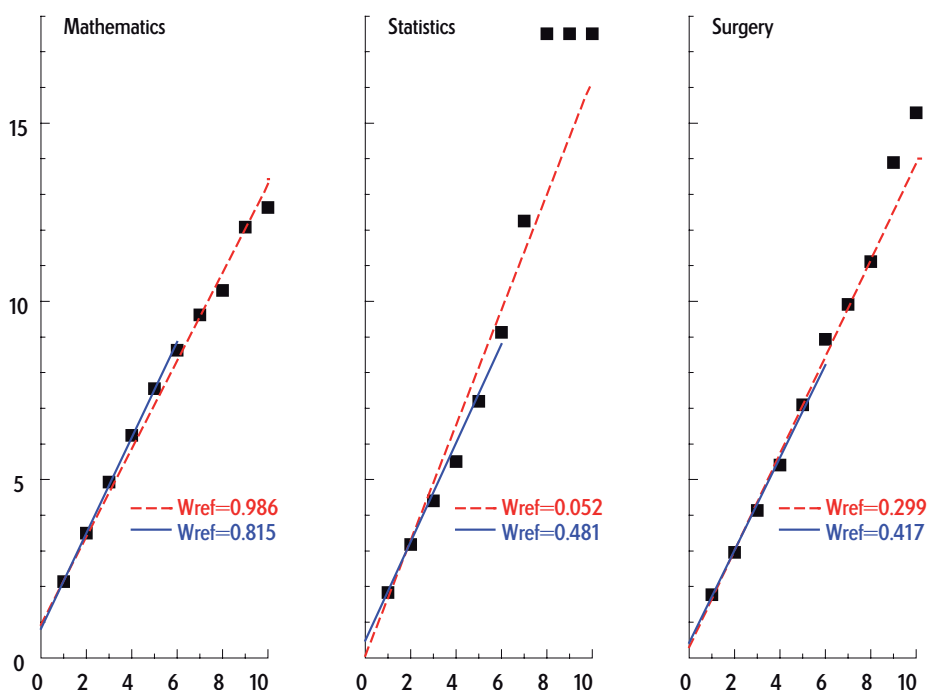 Mathematics
Statistics
Surgery
15
10
5
0
Wref=0.986
Wref=0.815
Wref=0.052
Wref=0.481
Wref=0.299
Wref=0.417
0 2 4 6 8 10
0 2 4 6 8 10
0 2 4 6 8 10